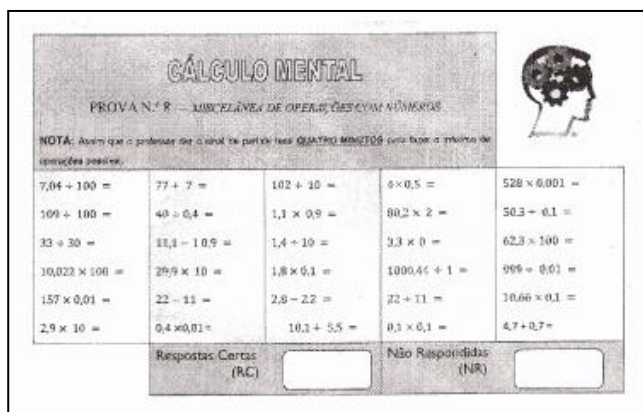 CÁLCULO MENTAL
PROVA N.º 8 — MISCELÂNEA DE OPERAÇÕES COM NÚMEROS
NOTA: Assim que o professor der o sinal de partida tens QUATRO MINUTOS para fazer o máximo de
operações possível.
7,04 ÷ 100 = 77 ÷ 7 = 102 ÷ 10 = 6×0,5 = 528 × 0,001 =
109 ÷ 100 = 40 ÷ 0,4 = 1,1 × 0,9 = 80,2 × 2 = 50,3 ÷ 0,1 =
33 ÷ 30 = 11,1 − 10,9 = 1,4 ÷ 10 = 3,3 × 0 = 62,3 × 100 =
10,022 × 100 = 29,9 × 10 = 1,8 × 0,1 = 1000,46 ÷ 1 = 999 ÷ 0,01 =
157 × 0,01 = 22 − 11 = 2,8 − 2,2 = 22 ÷ 11 = 10,66 × 0,1 =
2,9 × 10 = 0,4 ×0,01= 10,1 + 5,5 = 0,1 × 0,1 = 4,7+0,7=
Respostas Certas Não Respondidas
(RC) (NR)